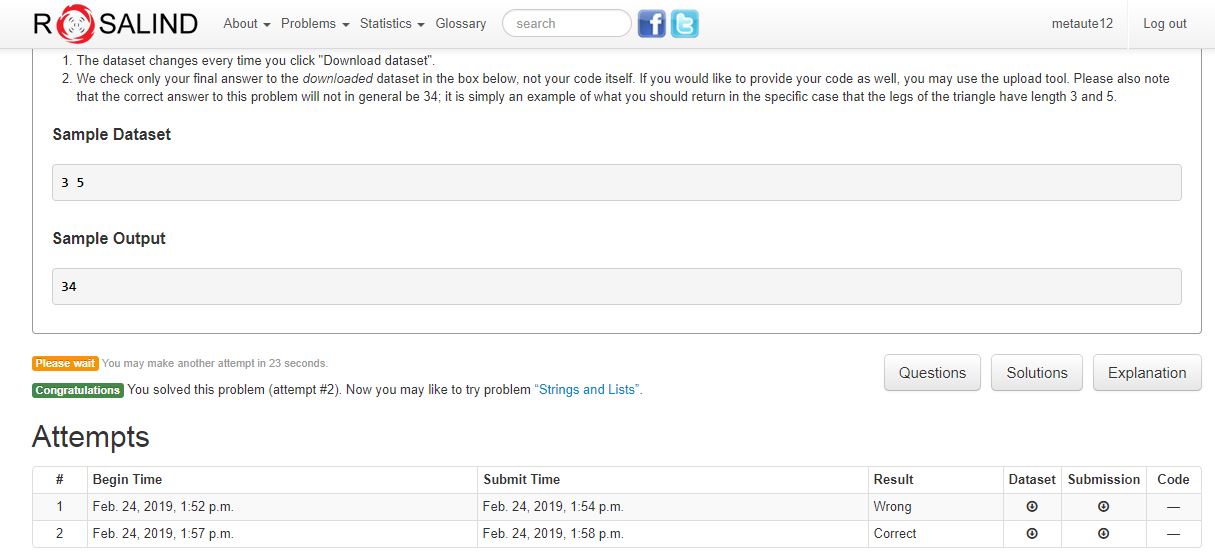 ROSALIND About Problems Statistics Glossary search metaute12 Log out
1. The dataset changes every time you click "Download dataset".
2. We check only your final answer to the downloaded dataset in the box below, not your code itself. If you would like to provide your code as well, you may use the upload tool. Please also note
that the correct answer to this problem will not in general be 34; it is simply an example of what you should return in the specific case that the legs of the triangle have length 3 and 5.
Sample Dataset
3 5
Sample Output
34
Please wait You may make another attempt in 23 seconds.
Congratulations You solved this problem (attempt #2). Now you may like to try problem “Strings and Lists”.
Questions Solutions Explanation
Attempts
# Begin Time Submit Time Result Dataset Submission Code
1 Feb. 24, 2019, 1:52 p.m. Feb. 24, 2019, 1:54 p.m. Wrong —
2 Feb. 24, 2019, 1:57 p.m. Feb. 24, 2019, 1:58 p.m. Correct —